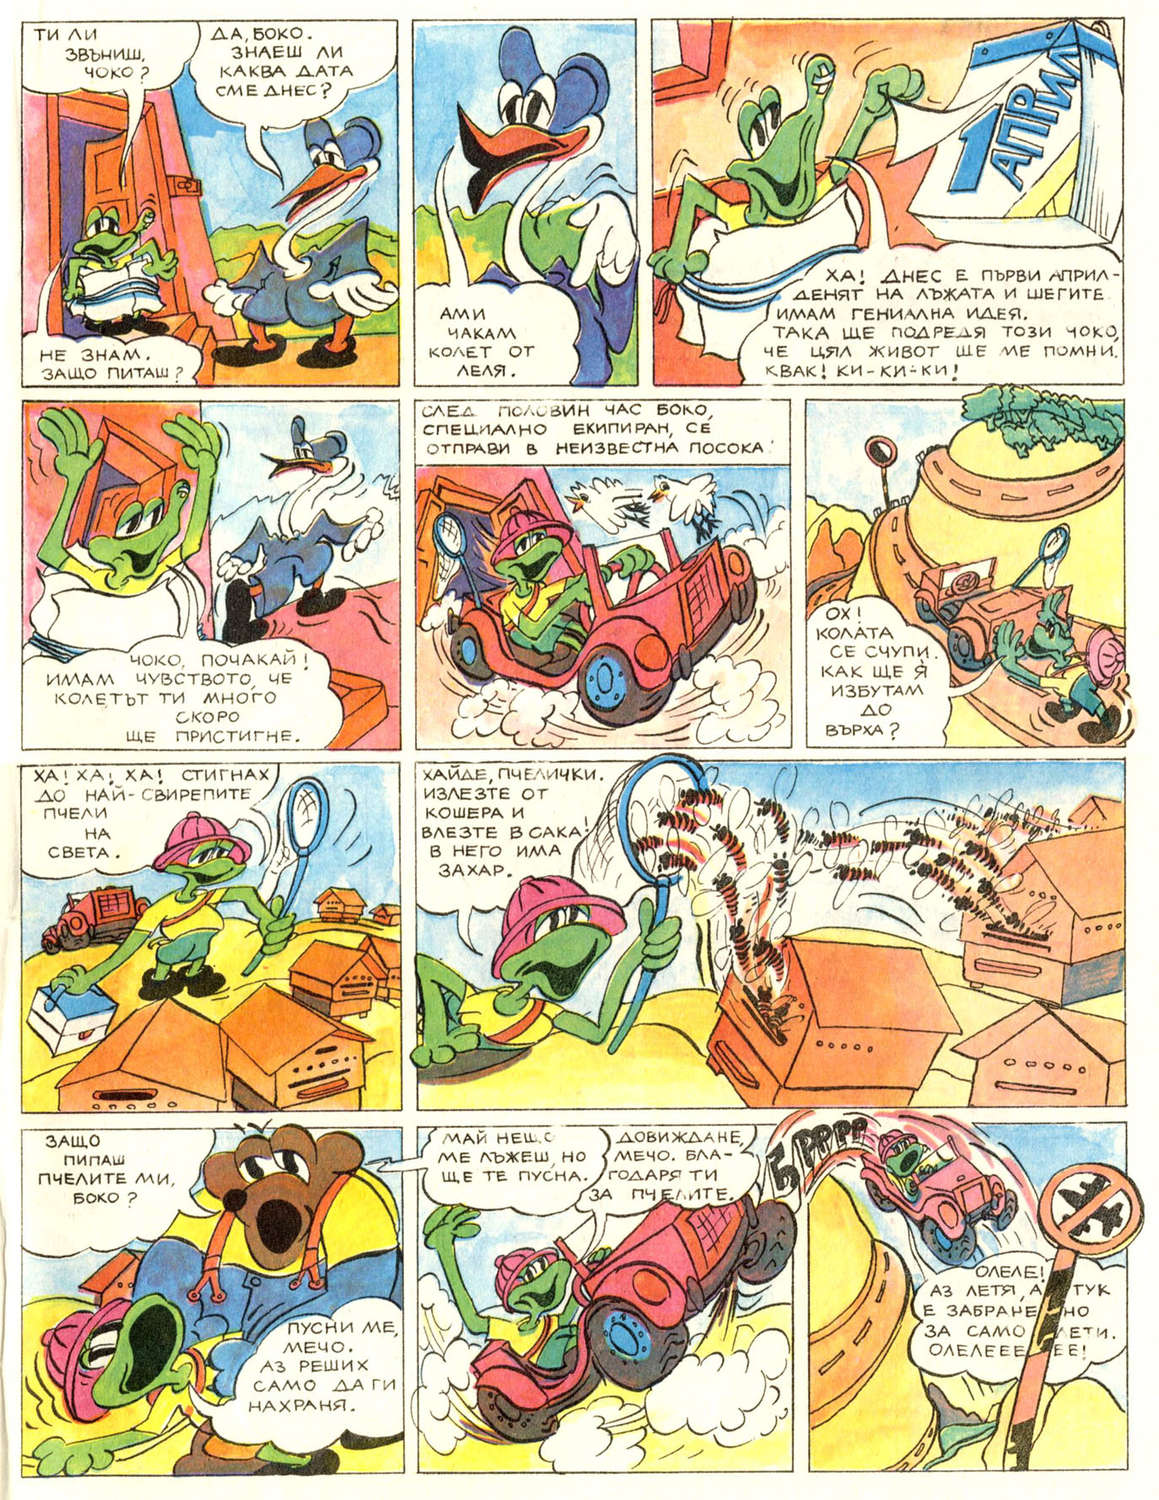 ТИ ЛИ
ЗВЪНИШ,
ЧОКО?
ДА, БОКО.
ЗНАЕШ ЛИ
КАКВА ДАТА
СМЕ ДНЕС?
НЕ ЗНАМ.
ЗАЩО ПИТАШ?
АМИ
ЧАКАМ
КОЛЕТ ОТ
ЛЕЛЯ.
1 АПРИЛ
ХА! ДНЕС Е ПЪРВИ АПРИЛ-
ДЕНЯТ НА ЛЪЖАТА И ШЕГИТЕ.
ИМАМ ГЕНИАЛНА ИДЕЯ.
ТАКА ЩЕ ПОДРЕДЯ ТОЗИ ЧОКО,
ЧЕ ЦЯЛ ЖИВОТ ЩЕ МЕ ПОМНИ.
КВАК! КИ-КИ-КИ!
ЧОКО, ПОЧАКАЙ!
ИМАМ ЧУВСТВОТО, ЧЕ
КОЛЕТЪТ ТИ МНОГО
СКОРО
ЩЕ ПРИСТИГНЕ.
СЛЕД ПОЛОВИН ЧАС БОКО,
СПЕЦИАЛНО ЕКИПИРАН, СЕ
ОТПРАВИ В НЕИЗВЕСТНА ПОСОКА:
ОХ!
КОЛАТА
СЕ СЧУПИ.
КАК ЩЕ Я
ИЗБУТАМ
ДО
ВЪРХА?
ХА! ХА! ХА! СТИГНАХ
ДО НАЙ-СВИРЕПИТЕ
ПЧЕЛИ
НА
СВЕТА.
ХАЙДЕ, ПЧЕЛИЧКИ.
ИЗЛЕЗТЕ ОТ
КОШЕРА И
ВЛЕЗТЕ В САКА!
В НЕГО ИМА
ЗАХАР.
ЗАЩО
ПИПАШ
ПЧЕЛИТЕ МИ,
БОКО?
ПУСНИ МЕ,
МЕЧО.
АЗ РЕШИХ
САМО ДА ГИ
НАХРАНЯ.
МАЙ НЕЩО
МЕ ЛЪЖЕШ, НО
ЩЕ ТЕ ПУСНА.
ДОВИЖДАНЕ,
МЕЧО. БЛА-
ГОДАРЯ ТИ
ЗА ПЧЕЛИТЕ.
БРРРРР
ОЛЕЛЕ!
АЗ ЛЕТЯ, А ТУК
Е ЗАБРАНЕНО
ЗА САМОЛЕТИ.
ОЛЕЛЕЕЕЕЕ!